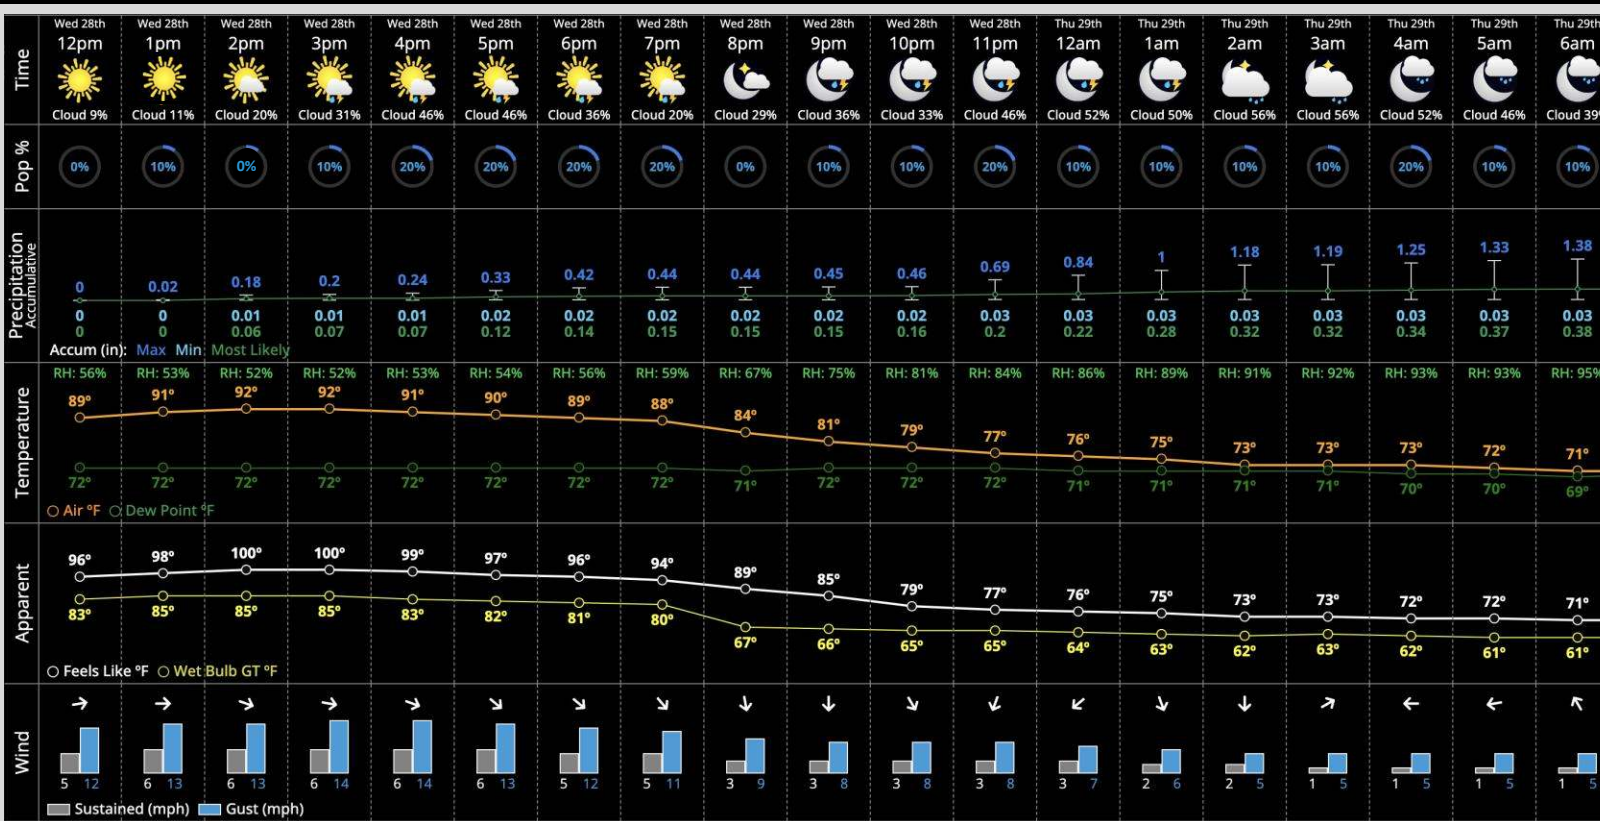 Time
Wed 28th Wed 28th Wed 28th Wed 28th Wed 28th Wed 28th Wed 28th Wed 28th Wed 28th Wed 28th Wed 28th Wed 28th Thu 29th Thu 29th Thu 29th Thu 29th Thu 29th Thu 29th Thu 29th
12pm 1pm 2pm 3pm 4pm 5pm 6pm 7pm 8pm 9pm 10pm 11pm 12am 1am 2am 3am 4am 5am 6am
Cloud 9% Cloud 11% Cloud 20% Cloud 31% Cloud 46% Cloud 46% Cloud 36% Cloud 20% Cloud 29% Cloud 36% Cloud 33% Cloud 46% Cloud 52% Cloud 50% Cloud 56% Cloud 56% Cloud 52% Cloud 46% Cloud 39%
Pop %
0% 10% 0% 10% 20% 20% 20% 20% 0% 10% 10% 20% 10% 10% 10% 10% 20% 10% 10%
Precipitation
Accumulative
0 0.02 0.18 0.2 0.24 0.33 0.42 0.44 0.44 0.45 0.46 0.69 0.84 1 1.18 1.19 1.25 1.33 1.38
0 0 0.01 0.01 0.01 0.02 0.02 0.02 0.02 0.02 0.02 0.03 0.03 0.03 0.03 0.03 0.03 0.03 0.03
0 0 0.06 0.07 0.07 0.12 0.14 0.15 0.15 0.15 0.16 0.2 0.22 0.28 0.32 0.32 0.34 0.37 0.38
Accum (in): Max Min Most Likely
Temperature
RH: 56% RH: 53% RH: 52% RH: 52% RH: 53% RH: 54% RH: 56% RH: 59% RH: 67% RH: 75% RH: 81% RH: 84% RH: 86% RH: 89% RH: 91% RH: 92% RH: 93% RH: 93% RH: 95%
89° 91° 92° 92° 91° 90° 89° 88° 84° 81° 79° 77° 76° 75° 73° 73° 73° 72° 71°
72° 72° 72° 72° 72° 72° 72° 72° 71° 72° 72° 72° 71° 71° 71° 71° 70° 70° 69°
Air °F Dew Point °F
Apparent
96° 98° 100° 100° 99° 97° 96° 94° 89° 85° 79° 77° 76° 75° 73° 73° 72° 72° 71°
83° 85° 85° 85° 83° 82° 81° 80° 67° 66° 65° 65° 64° 63° 62° 63° 62° 61° 61°
Feels Like °F Wet Bulb GT °F
Wind
5 12 6 13 6 13 6 14 6 14 6 13 5 12 5 11 3 9 3 8 3 8 3 8 3 7 2 6 2 5 1 5 1 5 1 5 1 5
Sustained (mph) Gust (mph)